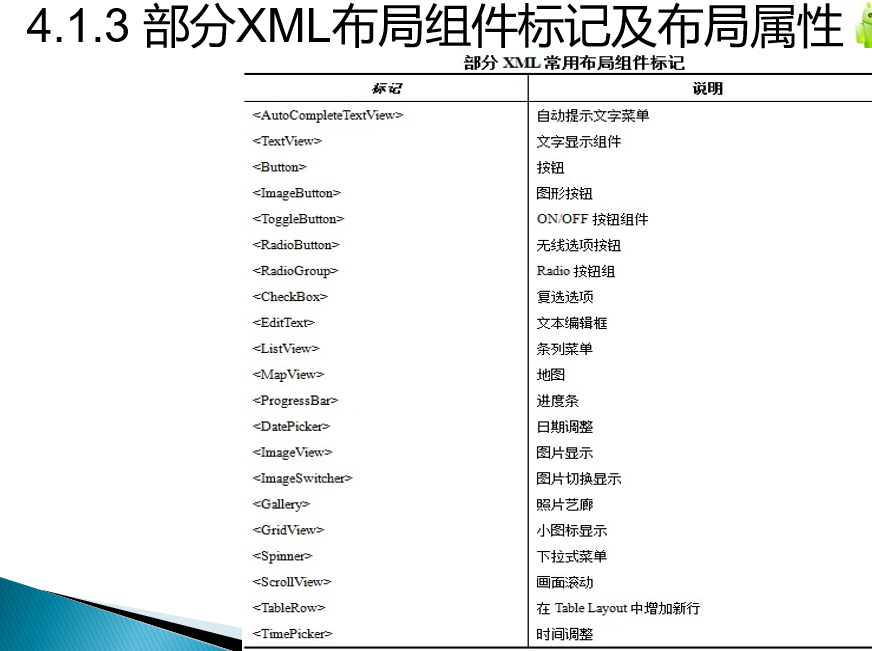 4.1.3 部分XML布局组件标记及布局属性
部分 XML 常用布局组件标记
标记 说明
<AutoCompleteTextView> 自动提示文字菜单
<TextView> 文字显示组件
<Button> 按钮
<ImageButton> 图形按钮
<ToggleButton> ON/OFF 按钮组件
<RadioButton> 无线选项按钮
<RadioGroup> Radio 按钮组
<CheckBox> 复选选项
<EditText> 文本编辑框
<ListView> 条列菜单
<MapView> 地图
<ProgressBar> 进度条
<DatePicker> 日期调整
<ImageView> 图片显示
<ImageSwitcher> 图片切换显示
<Gallery> 照片艺廊
<GridView> 小图标显示
<Spinner> 下拉式菜单
<ScrollView> 画面滚动
<TableRow> 在 Table Layout 中增加新行
<TimePicker> 时间调整